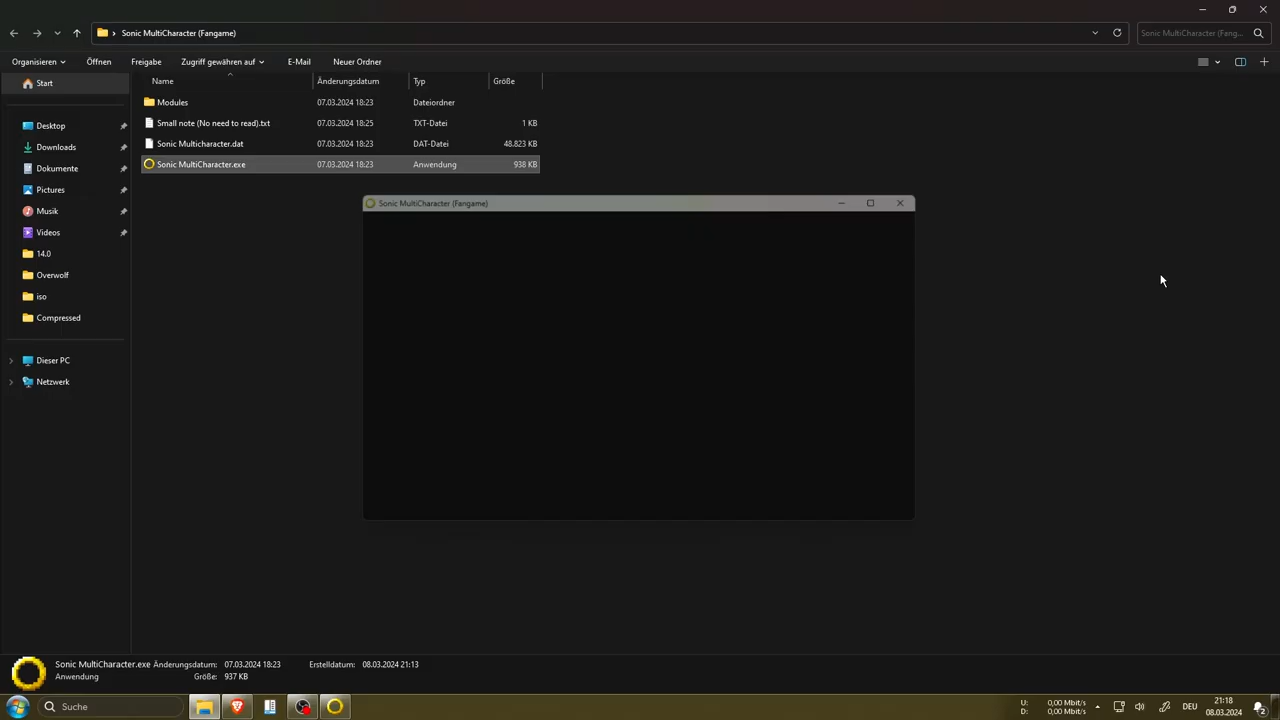 Sonic MultiCharacter (Fangame)
Sonic MultiCharacter (Fang...
Organisieren Öffnen Freigabe Zugriff gewähren auf E-Mail Neuer Ordner
Start
Name Änderungsdatum Typ Größe
Modules 07.03.2024 18:23 Dateiordner
Small note (No need to read).txt 07.03.2024 18:25 TXT-Datei 1 KB
Sonic Multicharacter.dat 07.03.2024 18:23 DAT-Datei 48.823 KB
Sonic MultiCharacter.exe 07.03.2024 18:23 Anwendung 938 KB
Desktop
Downloads
Dokumente
Pictures
Musik
Videos
14.0
Overwolf
iso
Compressed
Dieser PC
Netzwerk
Sonic MultiCharacter (Fangame)
Sonic MultiCharacter.exe Änderungsdatum: 07.03.2024 18:23 Erstelldatum: 08.03.2024 21:13
Anwendung Größe: 937 KB
Suche
U: 0,00 Mbit/s
D: 0,00 Mbit/s
DEU
21:18
08.03.2024
2